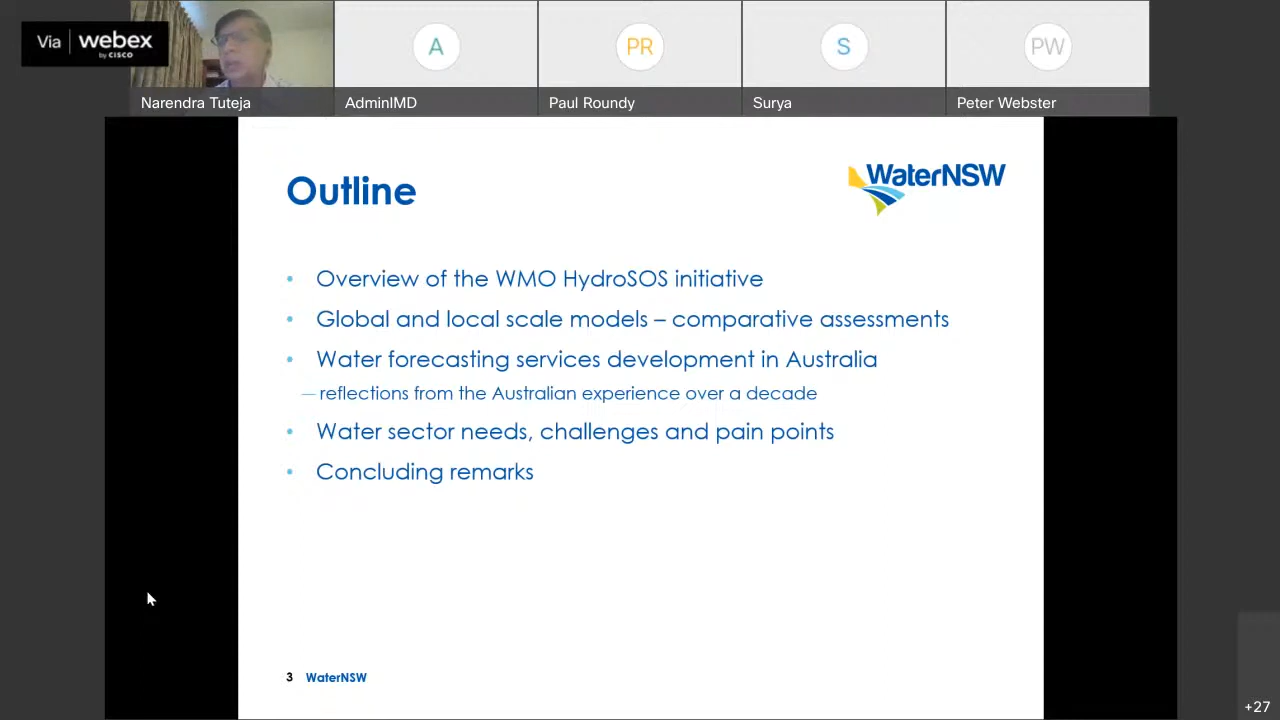 Via webex
by CISCO
A
PR
S
PW
Narendra Tuteja
AdminIMD
Paul Roundy
Surya
Peter Webster
Outline
WaterNSW
• Overview of the WMO HydroSOS initiative
• Global and local scale models – comparative assessments
• Water forecasting services development in Australia
— reflections from the Australian experience over a decade
• Water sector needs, challenges and pain points
• Concluding remarks
3 WaterNSW
+27